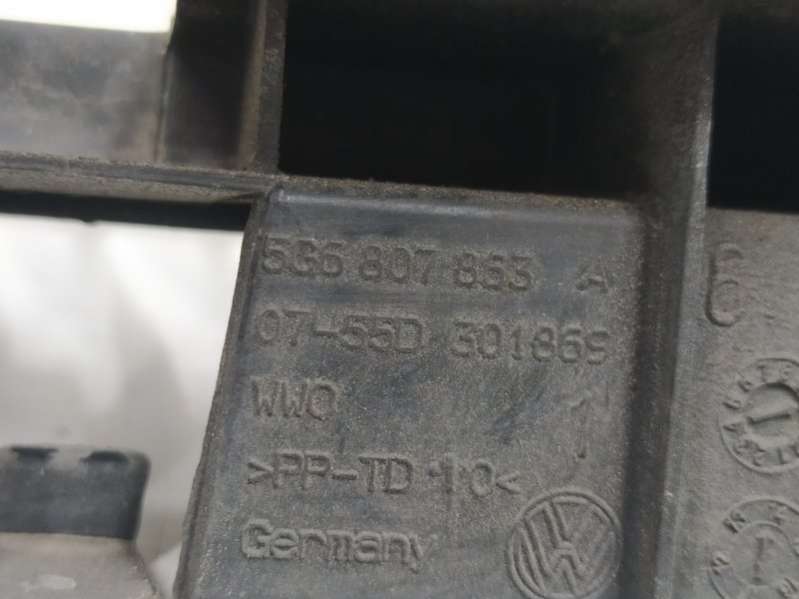 5G6 807 863 A
07-55D 301869
WWO
>PP-TD 10<
Germany